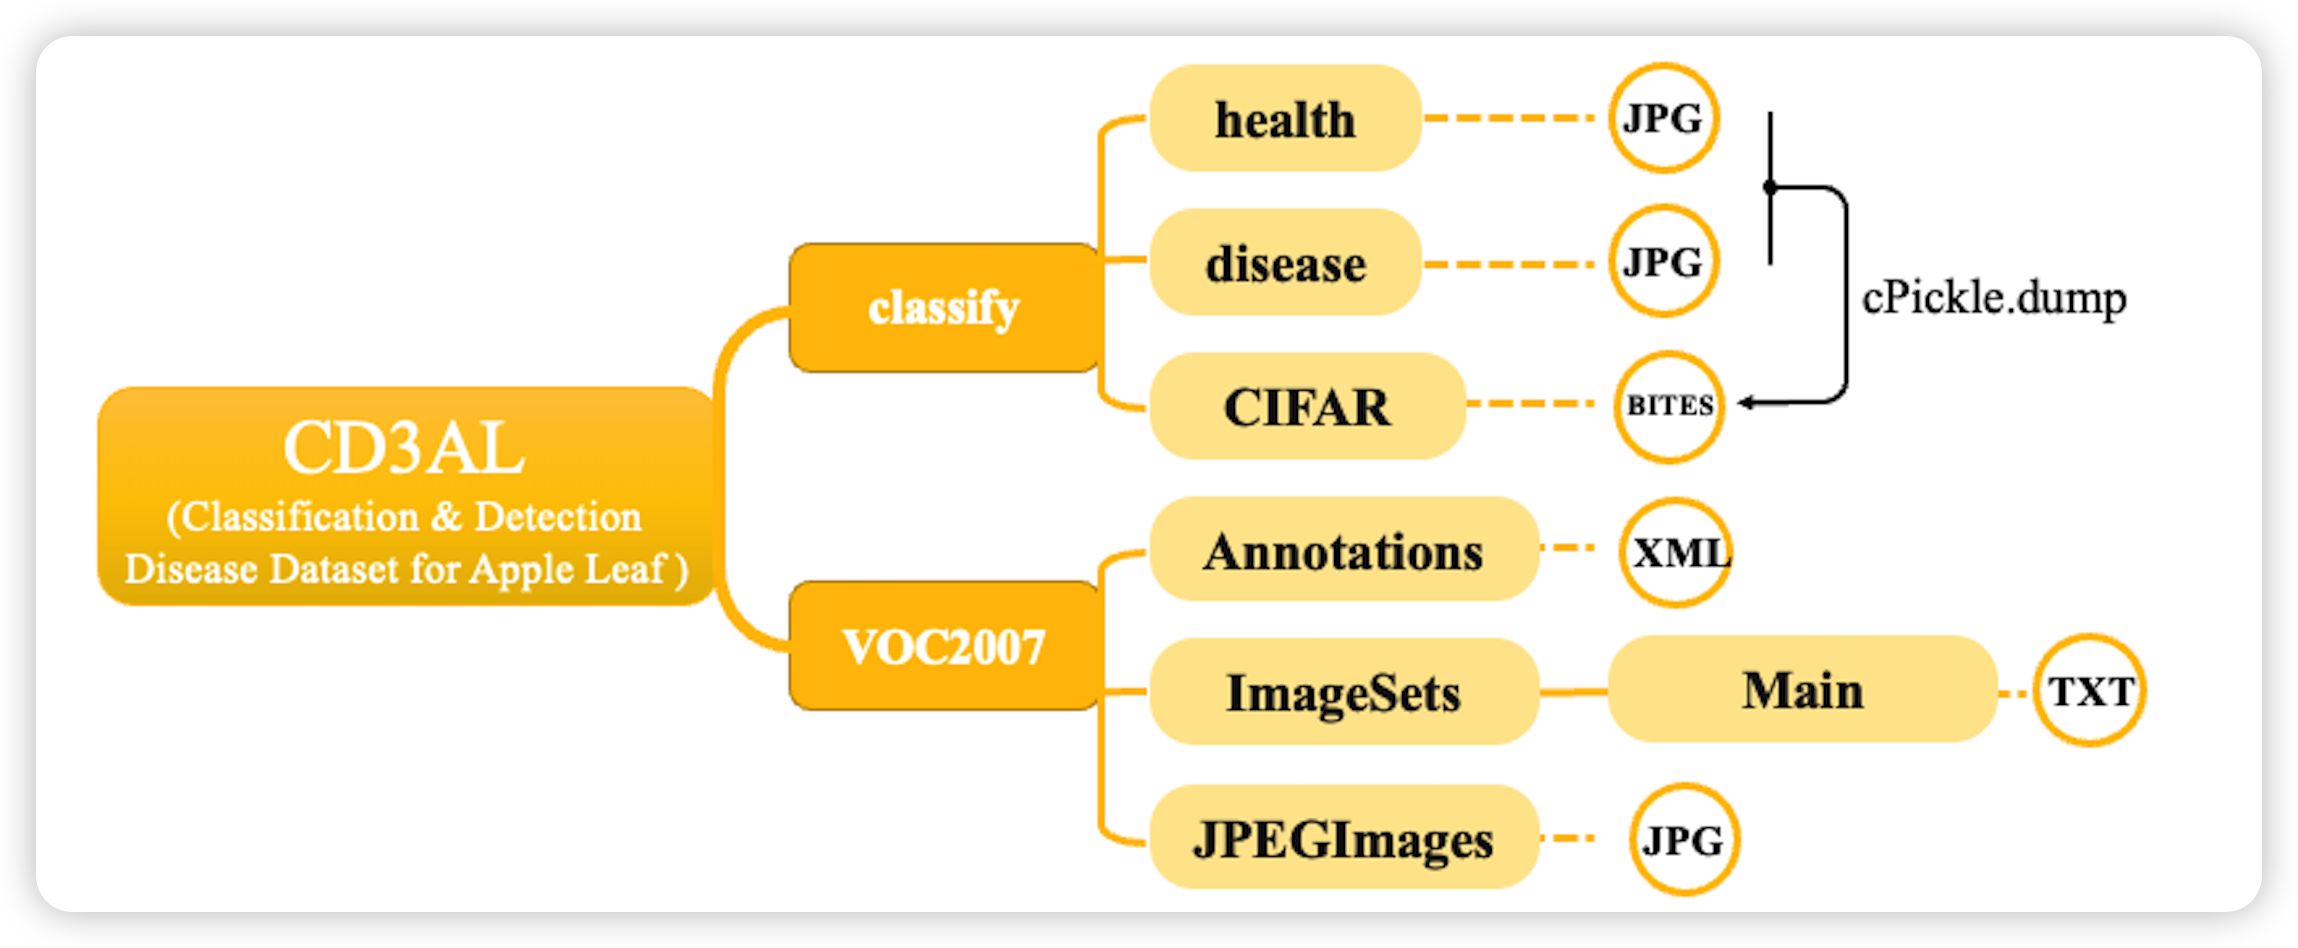 health
JPG
disease
JPG
classify
cPickle.dump
CIFAR
BITES
CD3AL
(Classification & Detection
Disease Dataset for Apple Leaf )
Annotations
XML
VOC2007
ImageSets
Main
TXT
JPEGImages
JPG